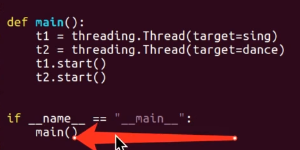 def main():
    t1 = threading.Thread(target=sing)
    t2 = threading.Thread(target=dance)
    t1.start()
    t2.start()
if __name__ == "__main__":
    main()